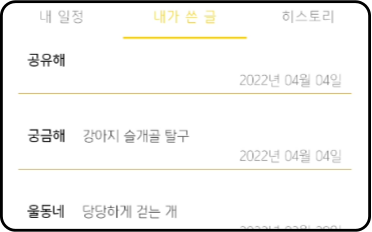 내 일정 내가 쓴 글 히스토리
공유해
2022년 04월 04일
궁금해 강아지 슬개골 탈구
2022년 04월 04일
울동네 당당하게 걷는 개